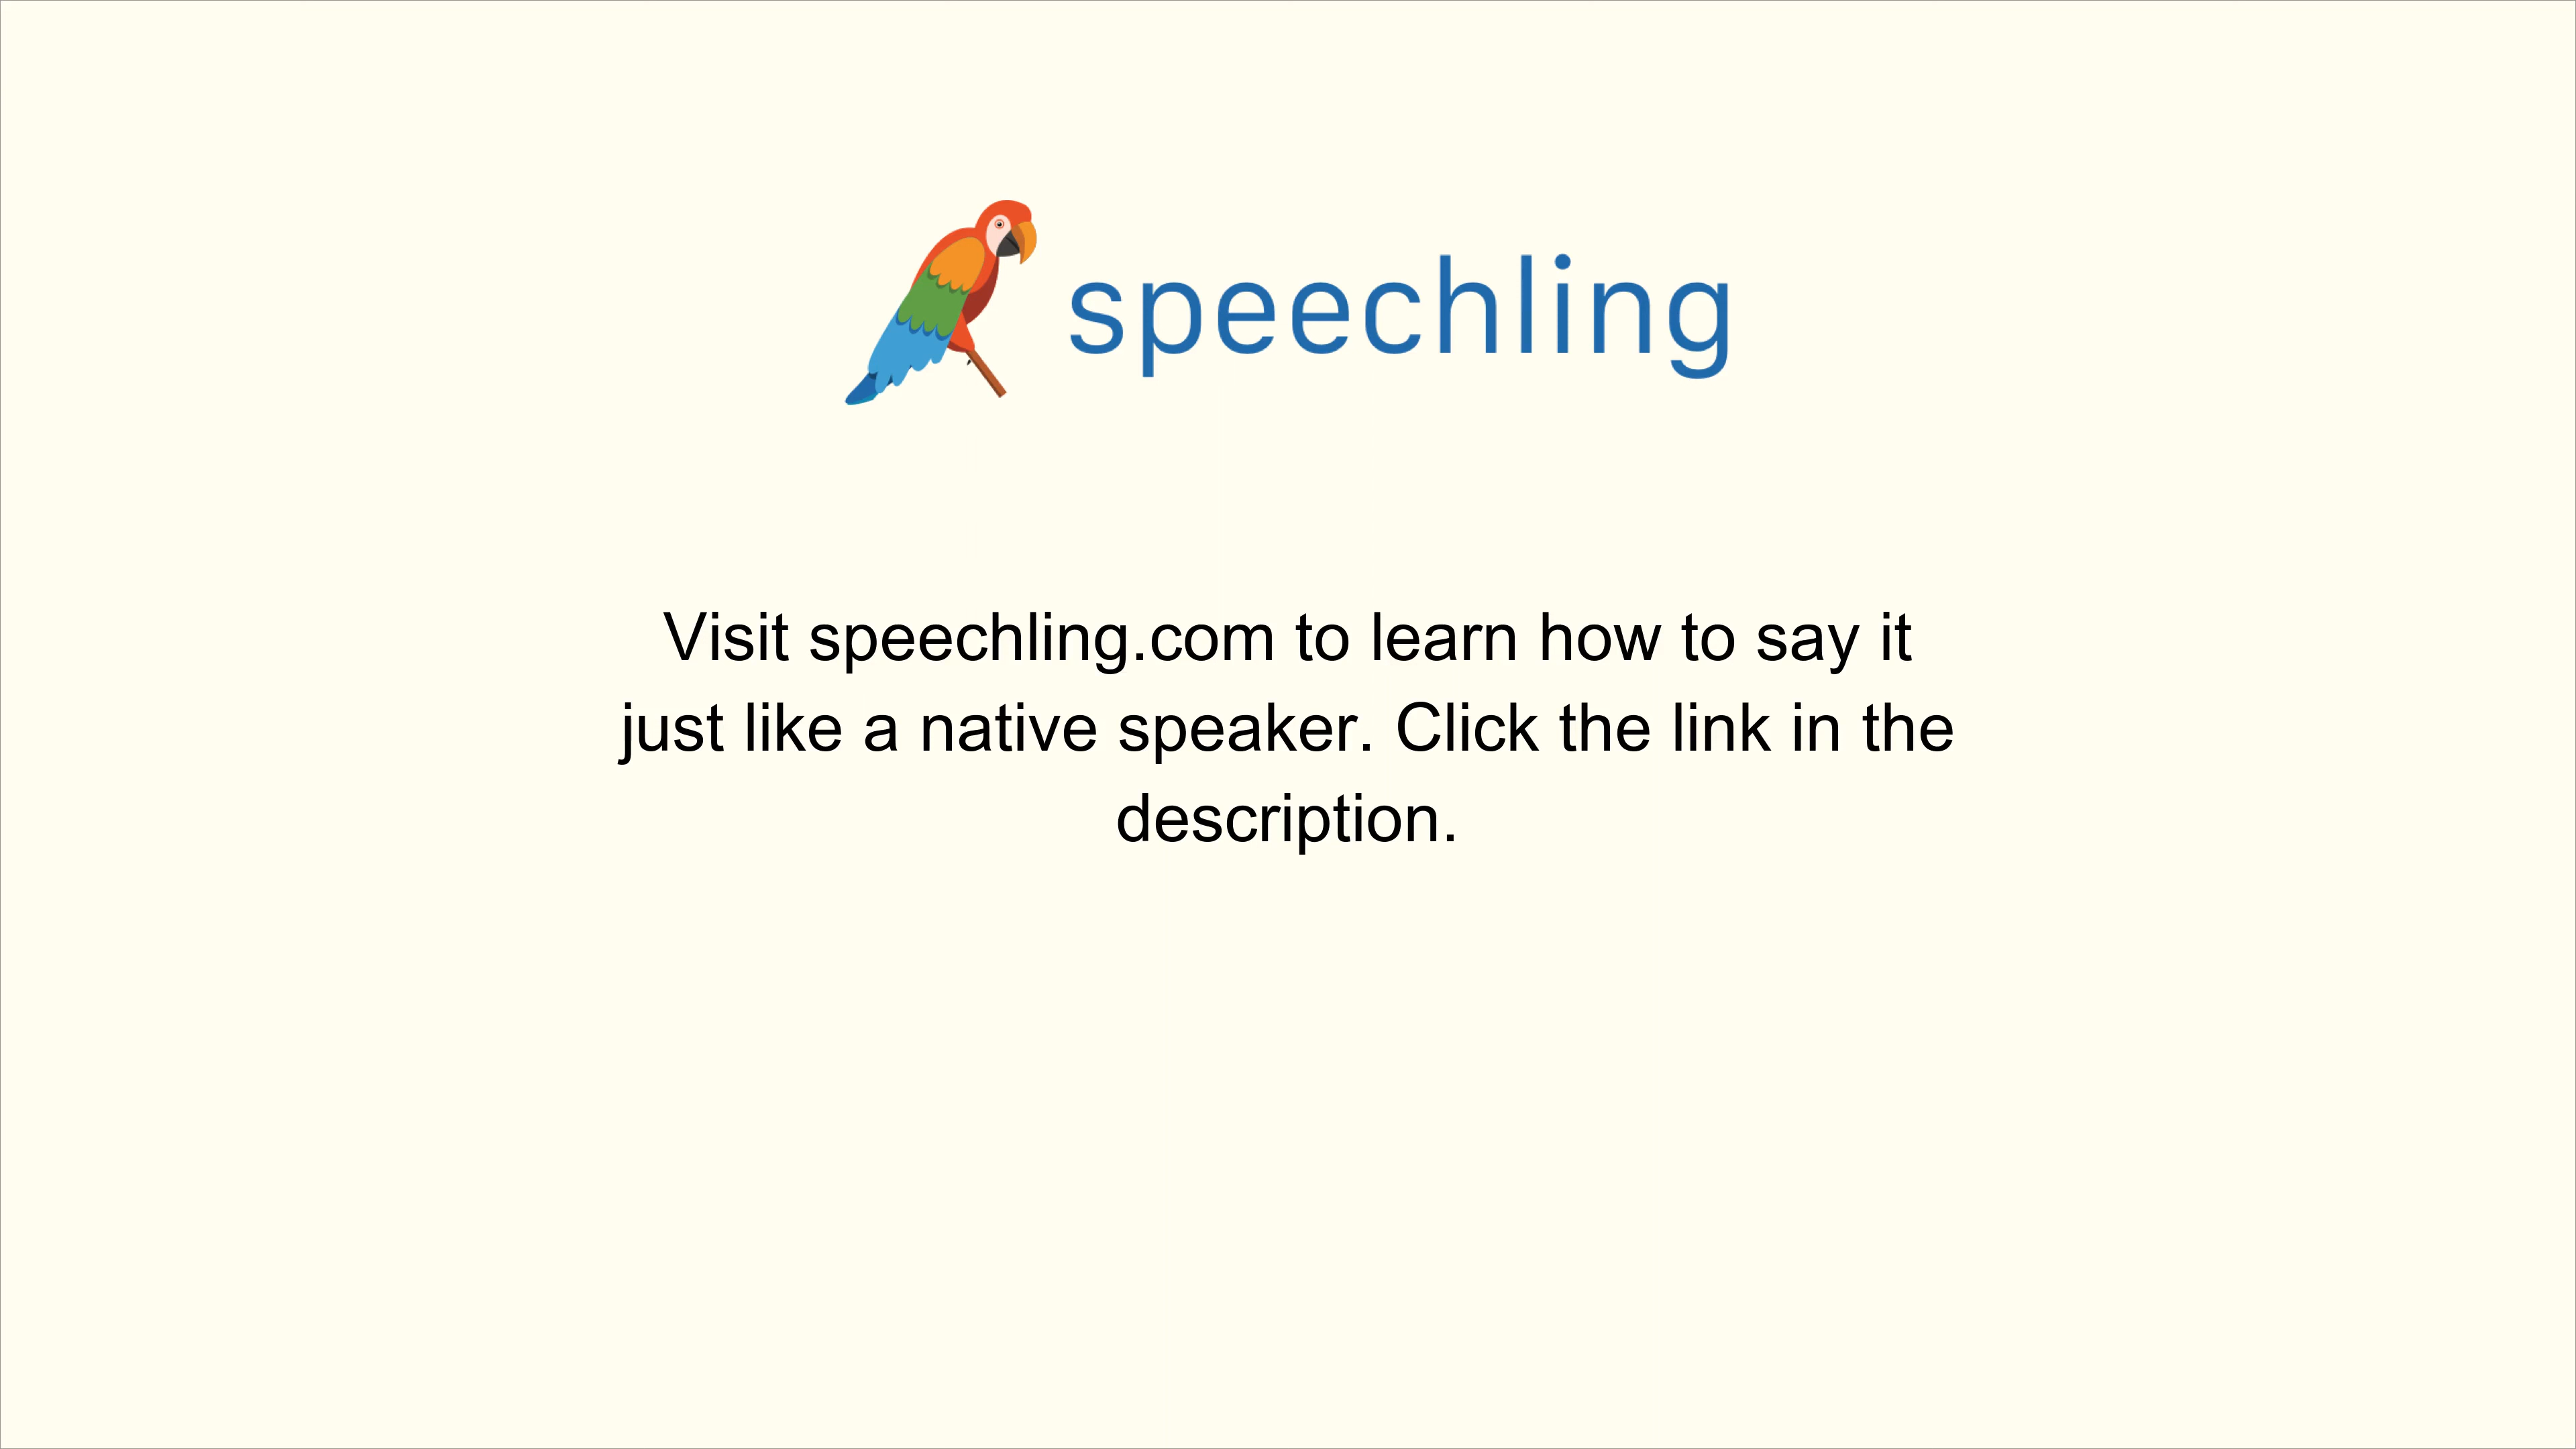 speechling
Visit speechling.com to learn how to say it
just like a native speaker. Click the link in the
description.